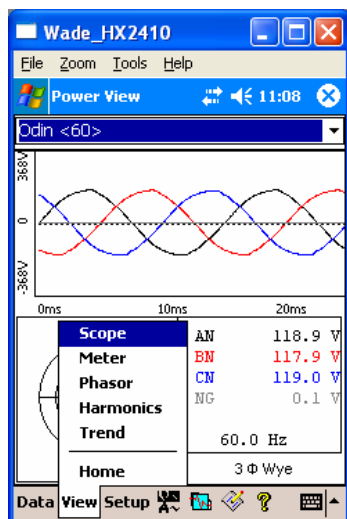 Wade_HX2410
File Zoom Tools Help
Power View 11:08
Odin <60>
368V
0
-368V
0ms 10ms 20ms
Scope
Meter
Phasor
Harmonics
Trend
Home
AN 118.9 V
BN 117.9 V
CN 119.0 V
NG 0.1 V
60.0 Hz
3 Φ Wye
Data View Setup